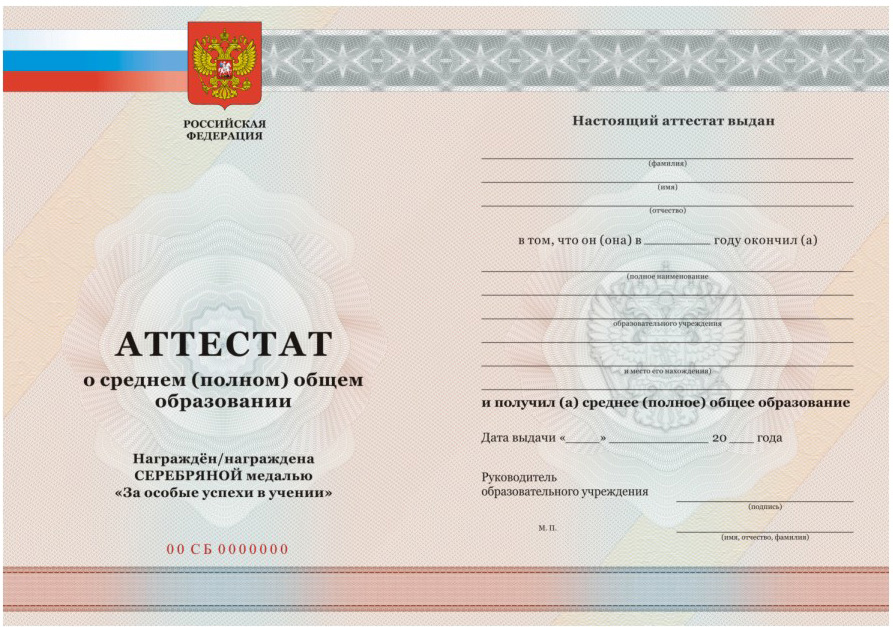 РОССИЙСКАЯ
ФЕДЕРАЦИЯ
АТТЕСТАТ
о среднем (полном) общем
образовании
Награждён/награждена
СЕРЕБРЯНОЙ медалью
«За особые успехи в учении»
00 СБ 0000000
Настоящий аттестат выдан
(фамилия)
(имя)
(отчество)
в том, что он (она) в __________ году окончил (а)
(полное наименование
образовательного учреждения
и место его нахождения)
и получил (а) среднее (полное) общее образование
Дата выдачи «_____» _______________ 20 ____ года
Руководитель
образовательного учреждения
(подпись)
М. П.
(имя, отчество, фамилия)